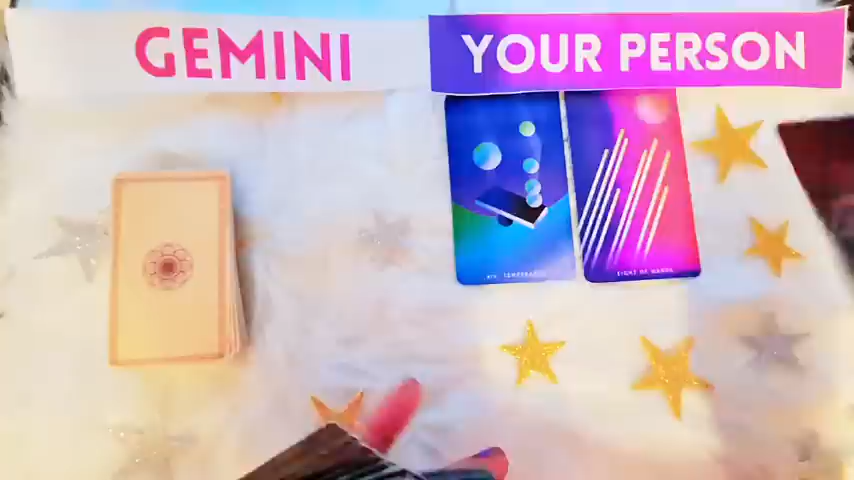 GEMINI
YOUR PERSON
XIV. TEMPERANCE
EIGHT OF WANDS